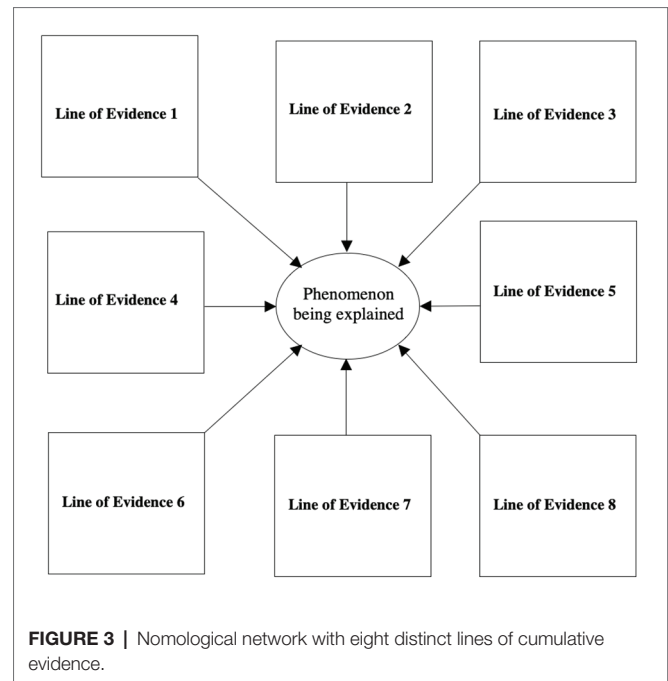 Line of Evidence 1
Line of Evidence 2
Line of Evidence 3
Line of Evidence 4
Phenomenon
being explained
Line of Evidence 5
Line of Evidence 6
Line of Evidence 7
Line of Evidence 8
FIGURE 3 | Nomological network with eight distinct lines of cumulative
evidence.